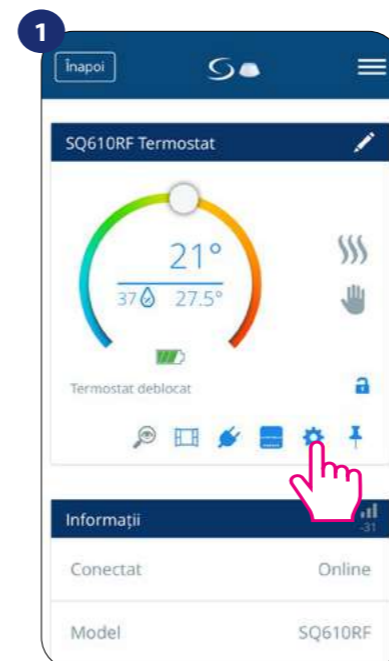 1
Înapoi
SQ610RF Termostat
21°
37 27.5°
Termostat deblocat
Informații
-31
Conectat Online
Model SQ610RF